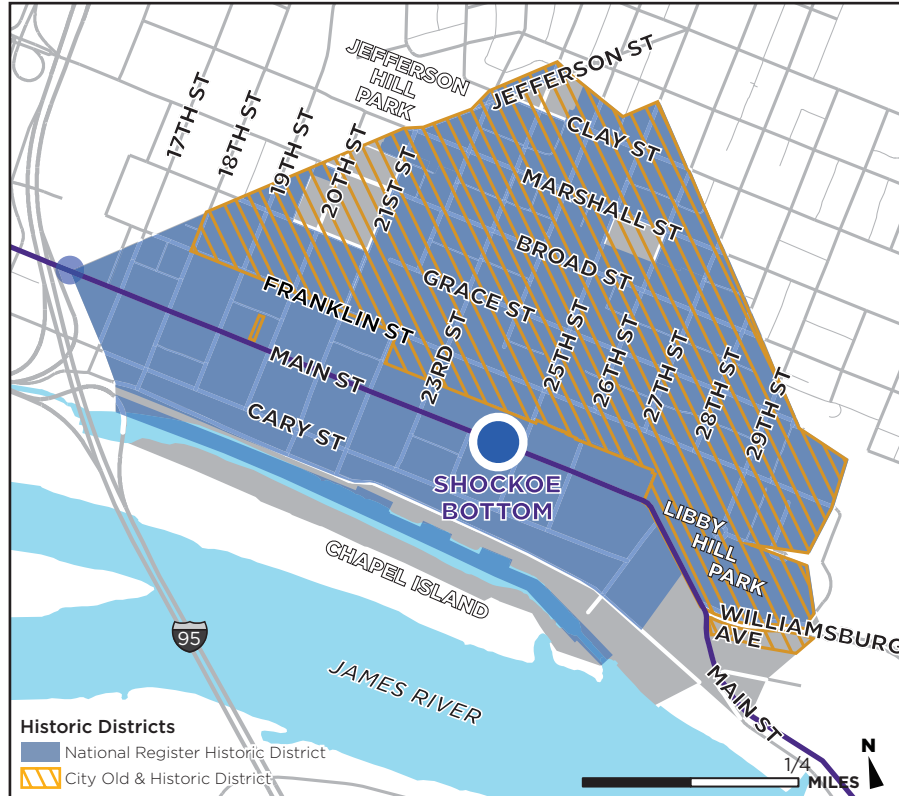 JEFFERSON
HILL
PARK
JEFFERSON ST
17TH ST
18TH ST
19TH ST
20TH ST
21ST ST
CLAY ST
MARSHALL ST
BROAD ST
GRACE ST
FRANKLIN ST
MAIN ST
CARY ST
23RD ST
25TH ST
26TH ST
27TH ST
28TH ST
29TH ST
SHOCKOE
BOTTOM
LIBBY
HILL
PARK
CHAPEL ISLAND
WILLIAMSBURG
AVE
95
JAMES RIVER
MAIN ST
Historic Districts
National Register Historic District
City Old & Historic District
1/4
MILES
N